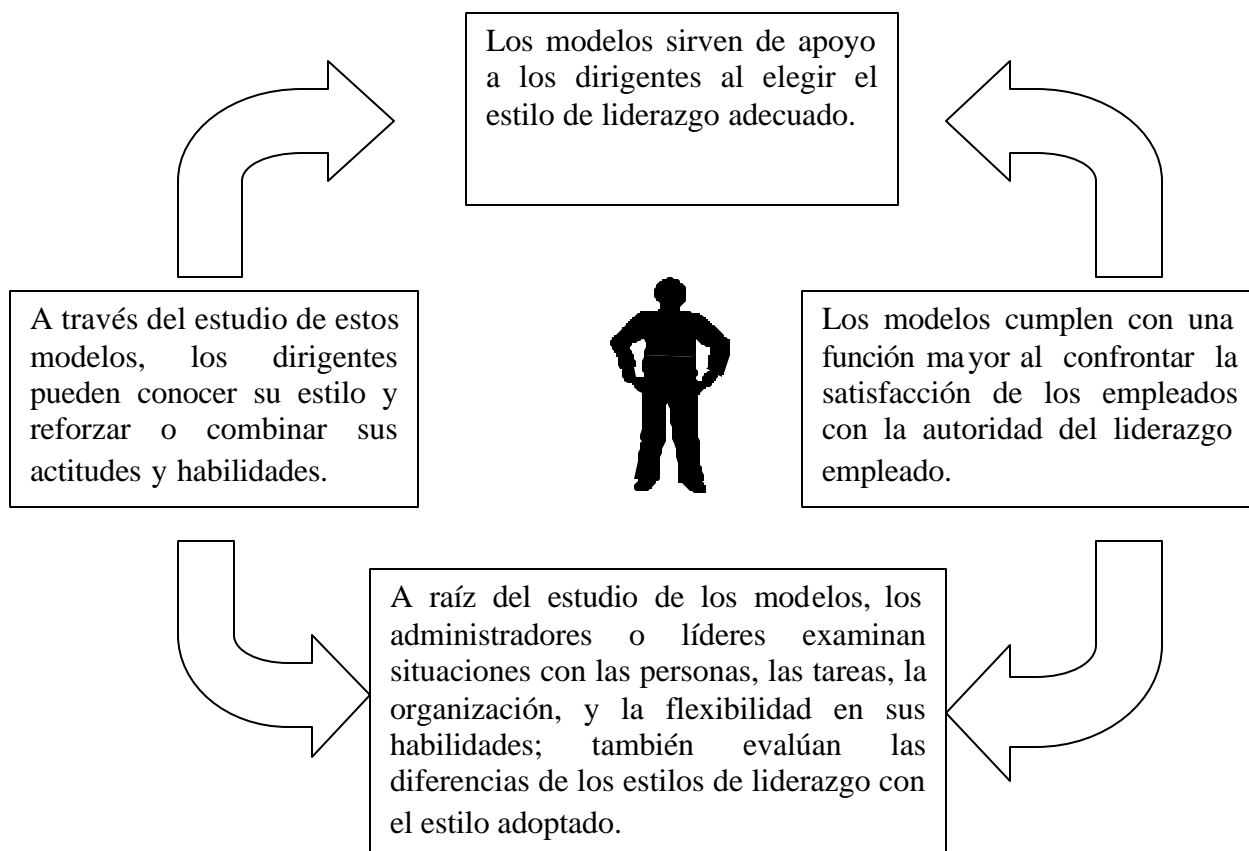 Los modelos sirven de apoyo
a los dirigentes al elegir el
estilo de liderazgo adecuado.
A través del estudio de estos
modelos, los dirigentes
pueden conocer su estilo y
reforzar o combinar sus
actitudes y habilidades.
Los modelos cumplen con una
función mayor al confrontar la
satisfacción de los empleados
con la autoridad del liderazgo
empleado.
A raíz del estudio de los modelos, los
administradores o líderes examinan
situaciones con las personas, las tareas, la
organización, y la flexibilidad en sus
habilidades; también evalúan las
diferencias de los estilos de liderazgo con
el estilo adoptado.